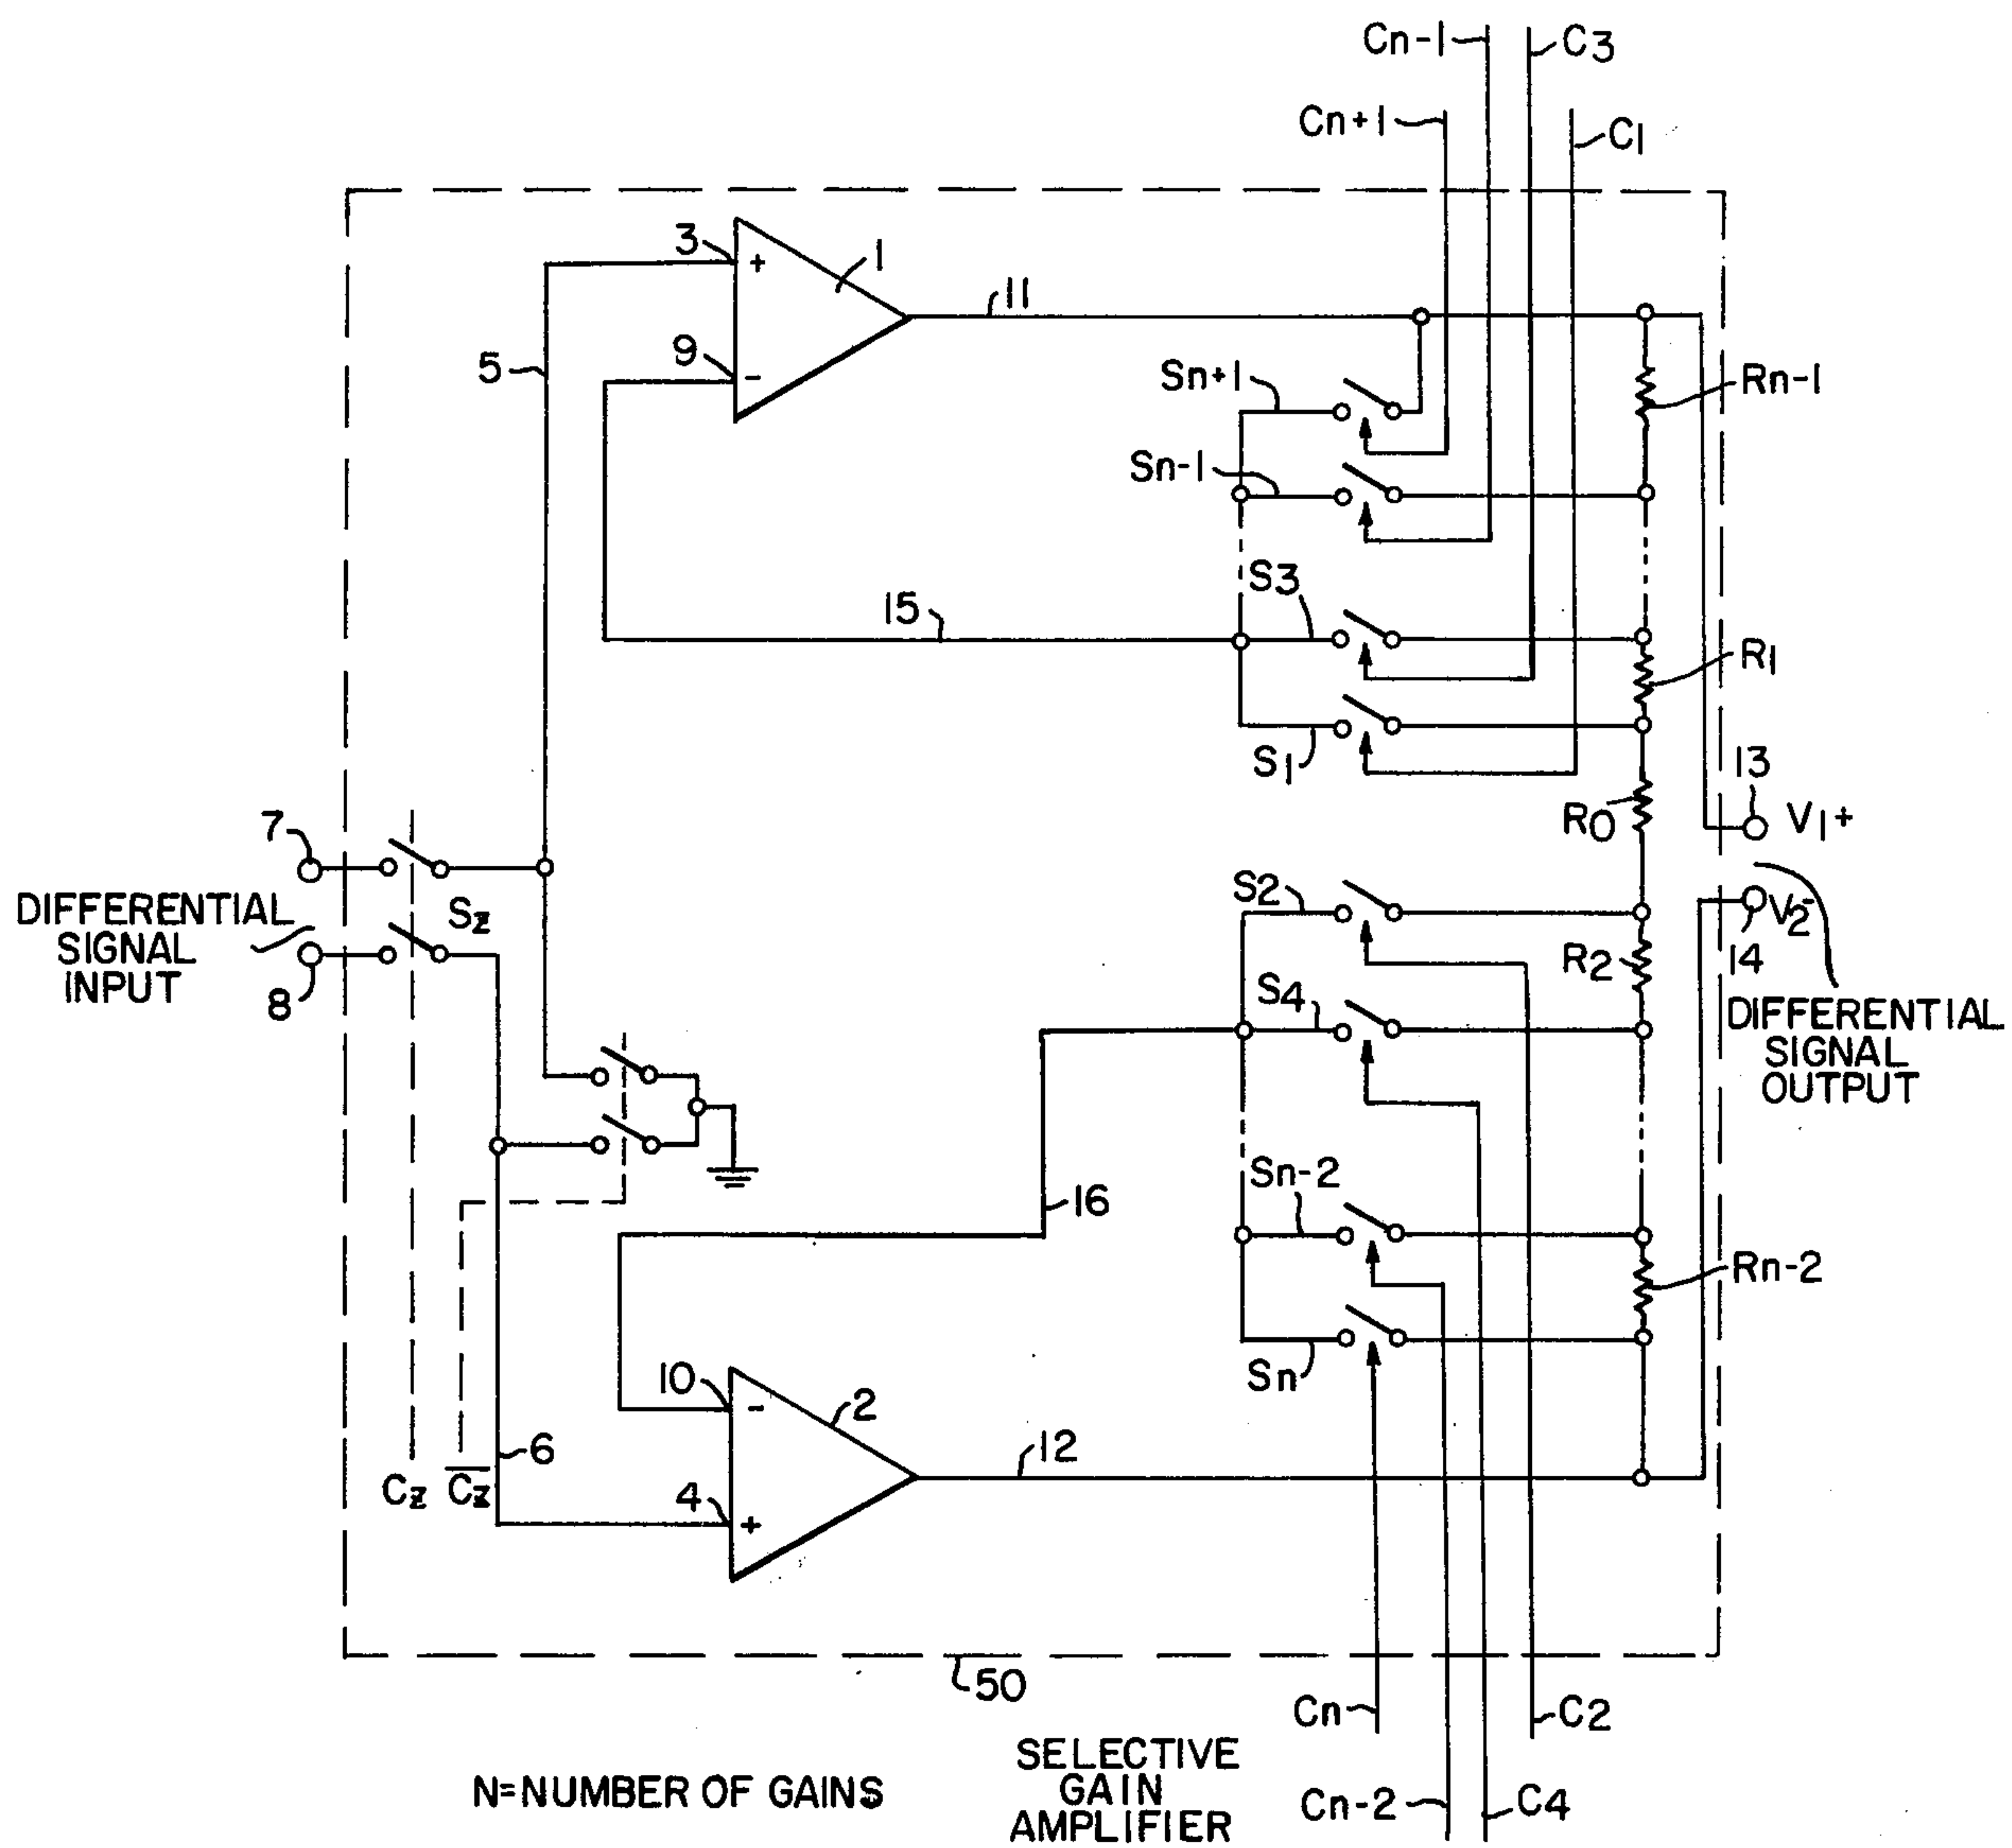 Cn-1
C3
Cn+1
C1
3
+
1
11
9
-
5
Sn+1
Rn-1
Sn-1
S3
15
R1
S1
13
R0
V1+
7
S2
DIFFERENTIAL
SIGNAL
INPUT
Sz
V2-
R2
14
8
S4
DIFFERENTIAL
SIGNAL
OUTPUT
Sn-2
16
Rn-2
Sn
10
-
2
6
12
Cz
Cz
4
+
50
Cn
C2
SELECTIVE
GAIN
AMPLIFIER
N=NUMBER OF GAINS
Cn-2
C4